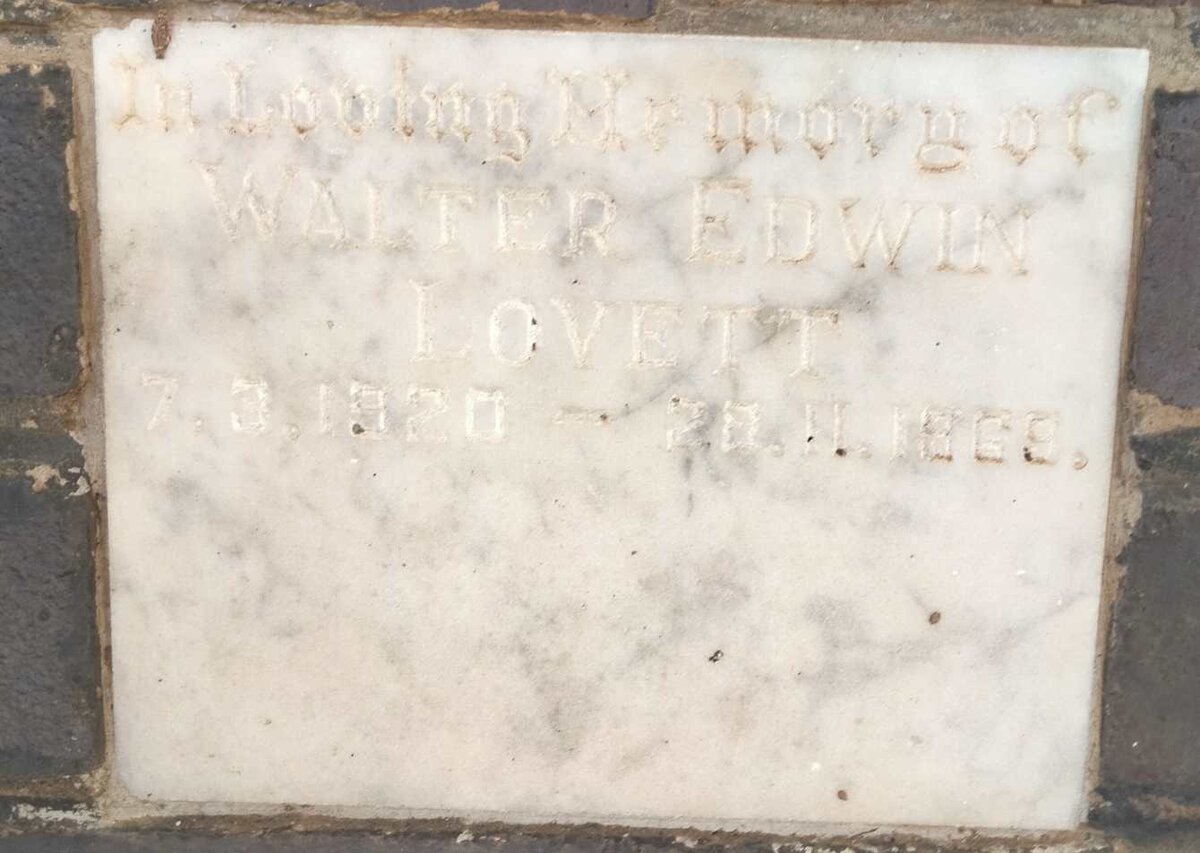 In Loving Memory of
WALTER EDWIN
LOVETT
7.3.1920 – 28.11.1969.